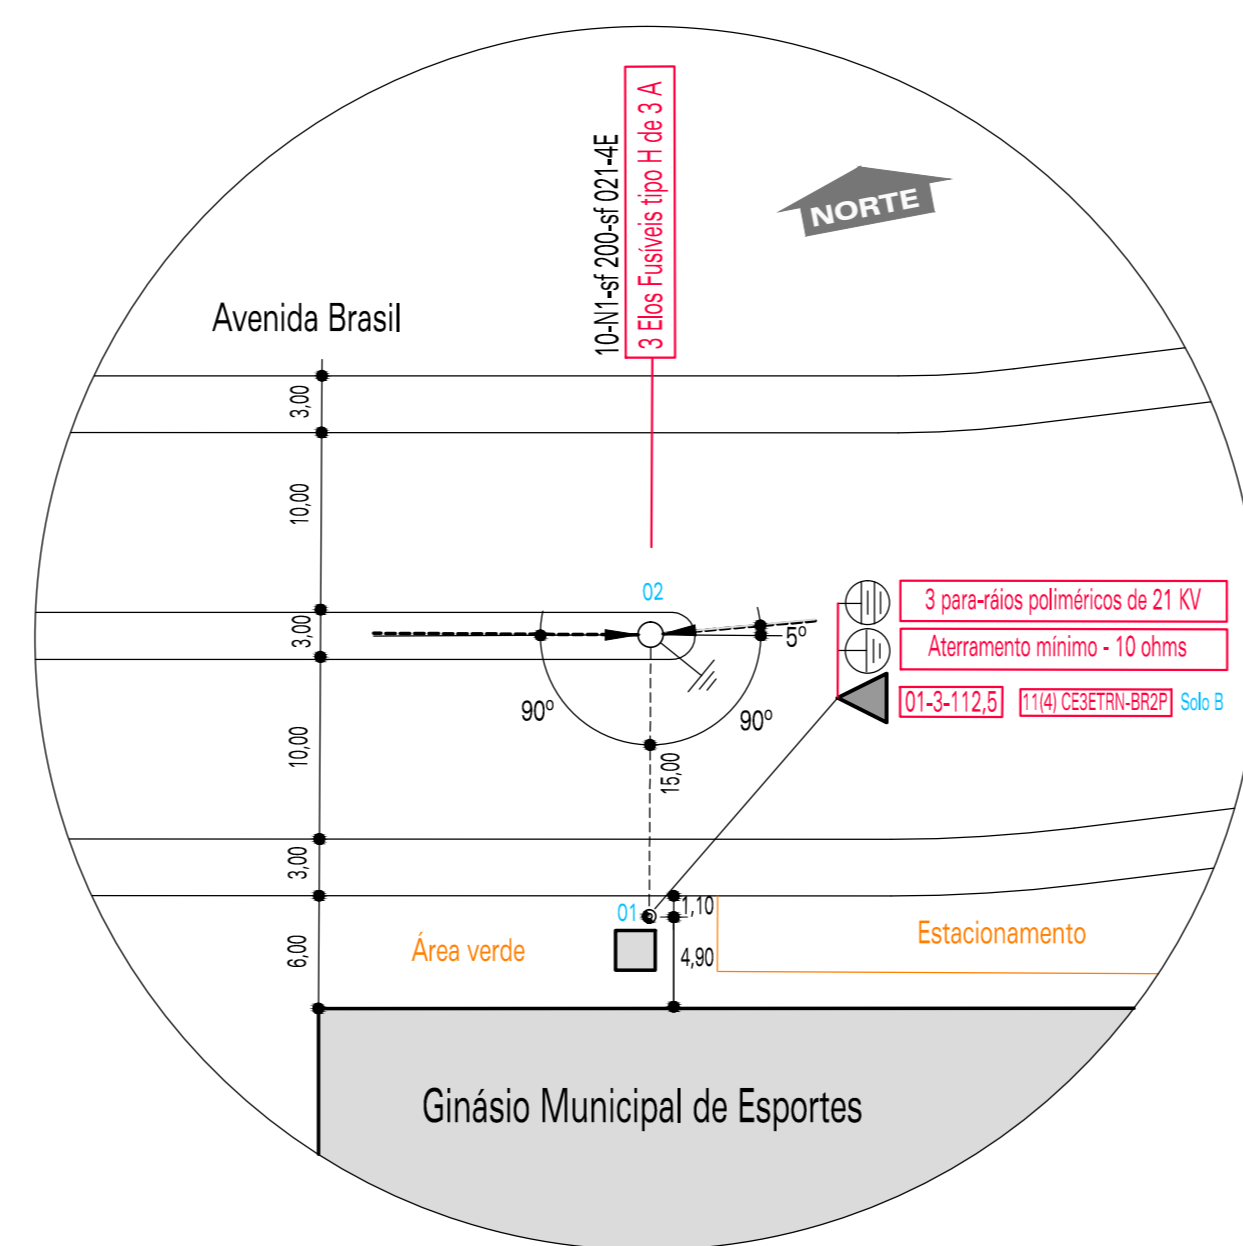 10-N1-sf 200-sf 021-4E
3 Elos Fusíveis tipo H de 3 A
NORTE
Avenida Brasil
3,00
10,00
02
3,00
5º
3 para-ráios poliméricos de 21 KV
Aterramento mínimo - 10 ohms
01-3-112,5
11(4) CE3ETRN-BR2P
Solo B
90º
90º
10,00
15,00
3,00
01
1,10
6,00
Área verde
4,90
Estacionamento
Ginásio Municipal de Esportes